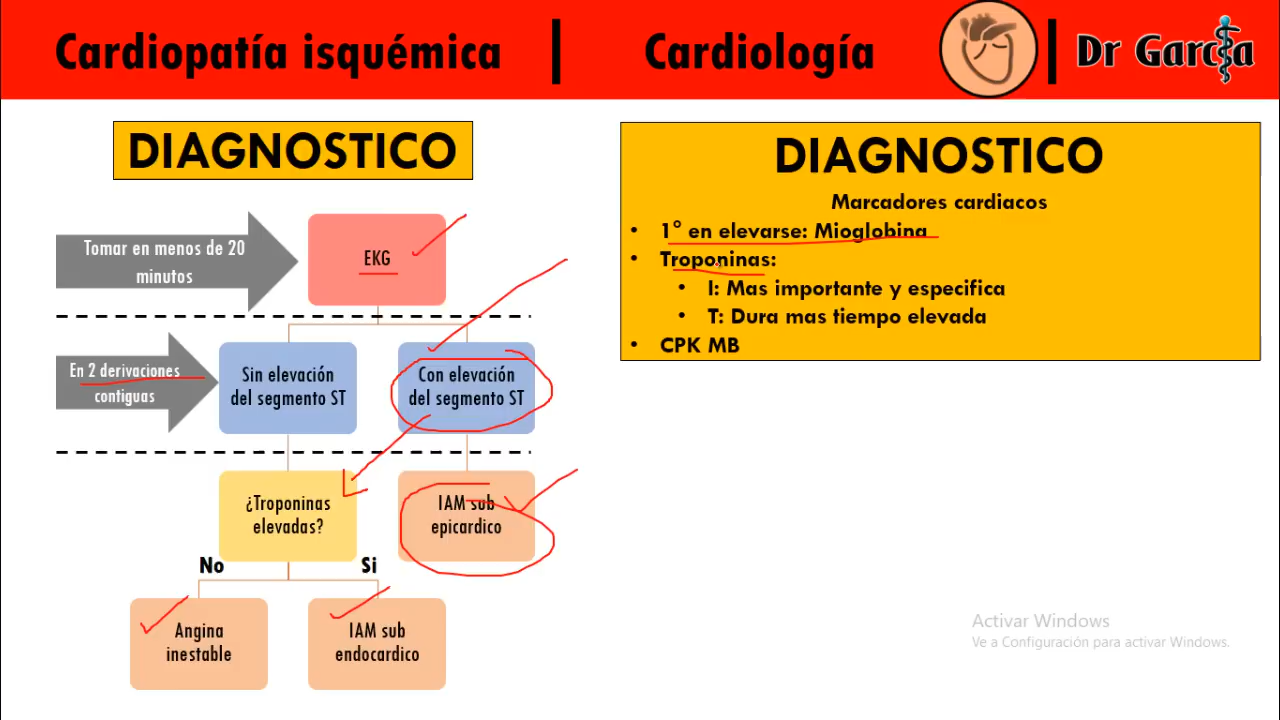 Cardiopatía isquémica | Cardiología | Dr García
DIAGNOSTICO
Tomar en menos de 20
minutos
EKG
En 2 derivaciones
contiguas
Sin elevación
del segmento ST
Con elevación
del segmento ST
¿Troponinas
elevadas?
IAM sub
epicardico
No
Si
Angina
inestable
IAM sub
endocardico
DIAGNOSTICO
Marcadores cardiacos
• 1° en elevarse: Mioglobina
• Troponinas:
• I: Mas importante y especifica
• T: Dura mas tiempo elevada
• CPK MB
Activar Windows
Ve a Configuración para activar Windows.